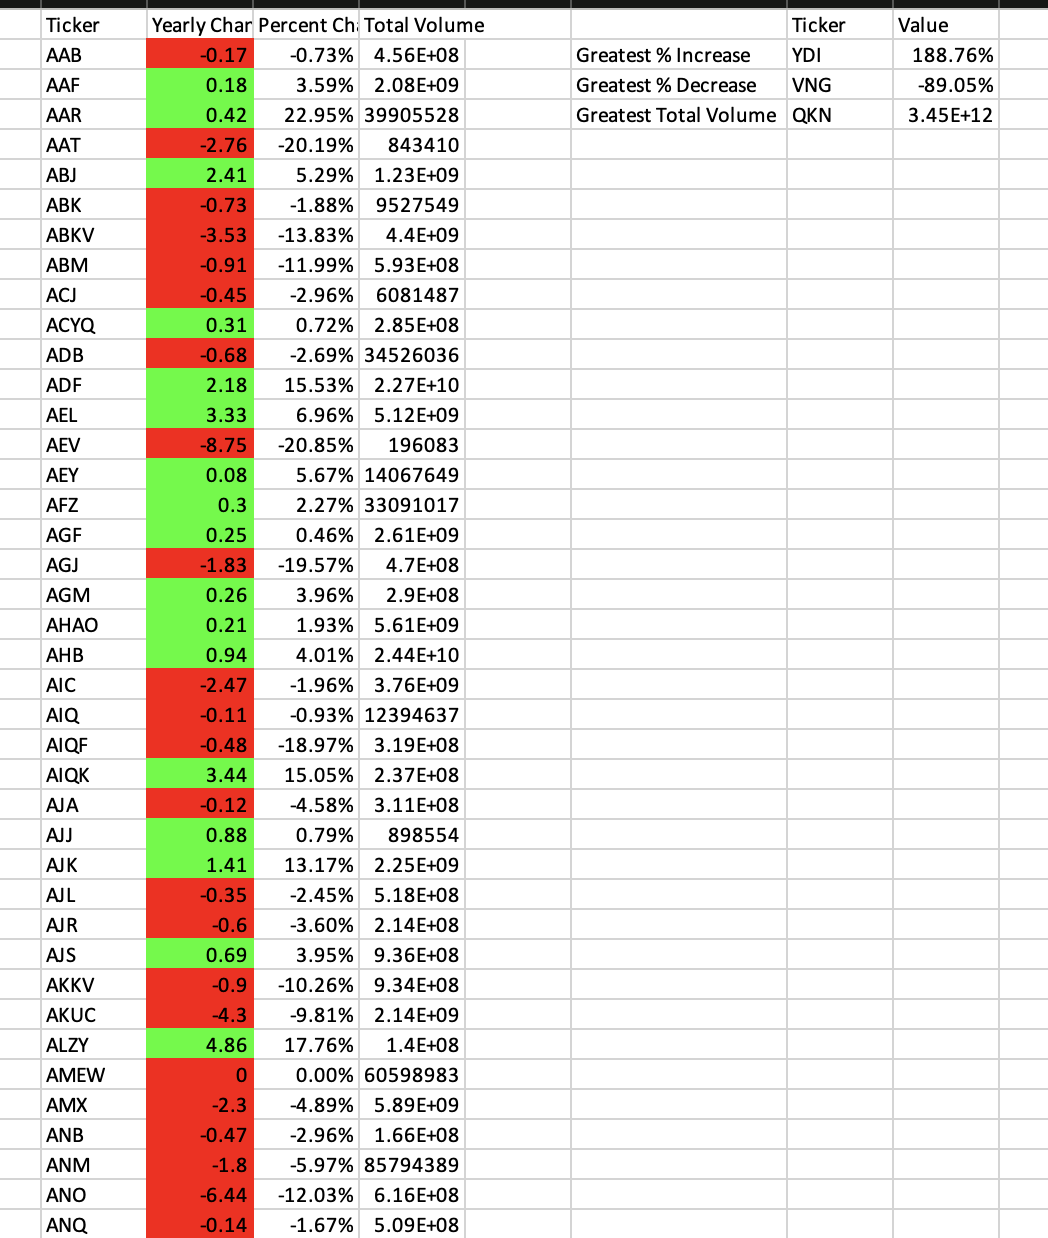 Ticker Yearly Chan Percent Cha Total Volume Ticker Value
AAB -0.17 -0.73% 4.56E+08 Greatest % Increase YDI 188.76%
AAF 0.18 3.59% 2.08E+09 Greatest % Decrease VNG -89.05%
AAR 0.42 22.95% 39905528 Greatest Total Volume QKN 3.45E+12
AAT -2.76 -20.19% 843410
ABJ 2.41 5.29% 1.23E+09
ABK -0.73 -1.88% 9527549
ABKV -3.53 -13.83% 4.4E+09
ABM -0.91 -11.99% 5.93E+08
ACJ -0.45 -2.96% 6081487
ACYQ 0.31 0.72% 2.85E+08
ADB -0.68 -2.69% 34526036
ADF 2.18 15.53% 2.27E+10
AEL 3.33 6.96% 5.12E+09
AEV -8.75 -20.85% 196083
AEY 0.08 5.67% 14067649
AFZ 0.3 2.27% 33091017
AGF 0.25 0.46% 2.61E+09
AGJ -1.83 -19.57% 4.7E+08
AGM 0.26 3.96% 2.9E+08
AHAO 0.21 1.93% 5.61E+09
AHB 0.94 4.01% 2.44E+10
AIC -2.47 -1.96% 3.76E+09
AIQ -0.11 -0.93% 12394637
AIQF -0.48 -18.97% 3.19E+08
AIQK 3.44 15.05% 2.37E+08
AJA -0.12 -4.58% 3.11E+08
AJJ 0.88 0.79% 898554
AJK 1.41 13.17% 2.25E+09
AJL -0.35 -2.45% 5.18E+08
AJR -0.6 -3.60% 2.14E+08
AJS 0.69 3.95% 9.36E+08
AKKV -0.9 -10.26% 9.34E+08
AKUC -4.3 -9.81% 2.14E+09
ALZY 4.86 17.76% 1.4E+08
AMEW 0 0.00% 60598983
AMX -2.3 -4.89% 5.89E+09
ANB -0.47 -2.96% 1.66E+08
ANM -1.8 -5.97% 85794389
ANO -6.44 -12.03% 6.16E+08
ANQ -0.14 -1.67% 5.09E+08